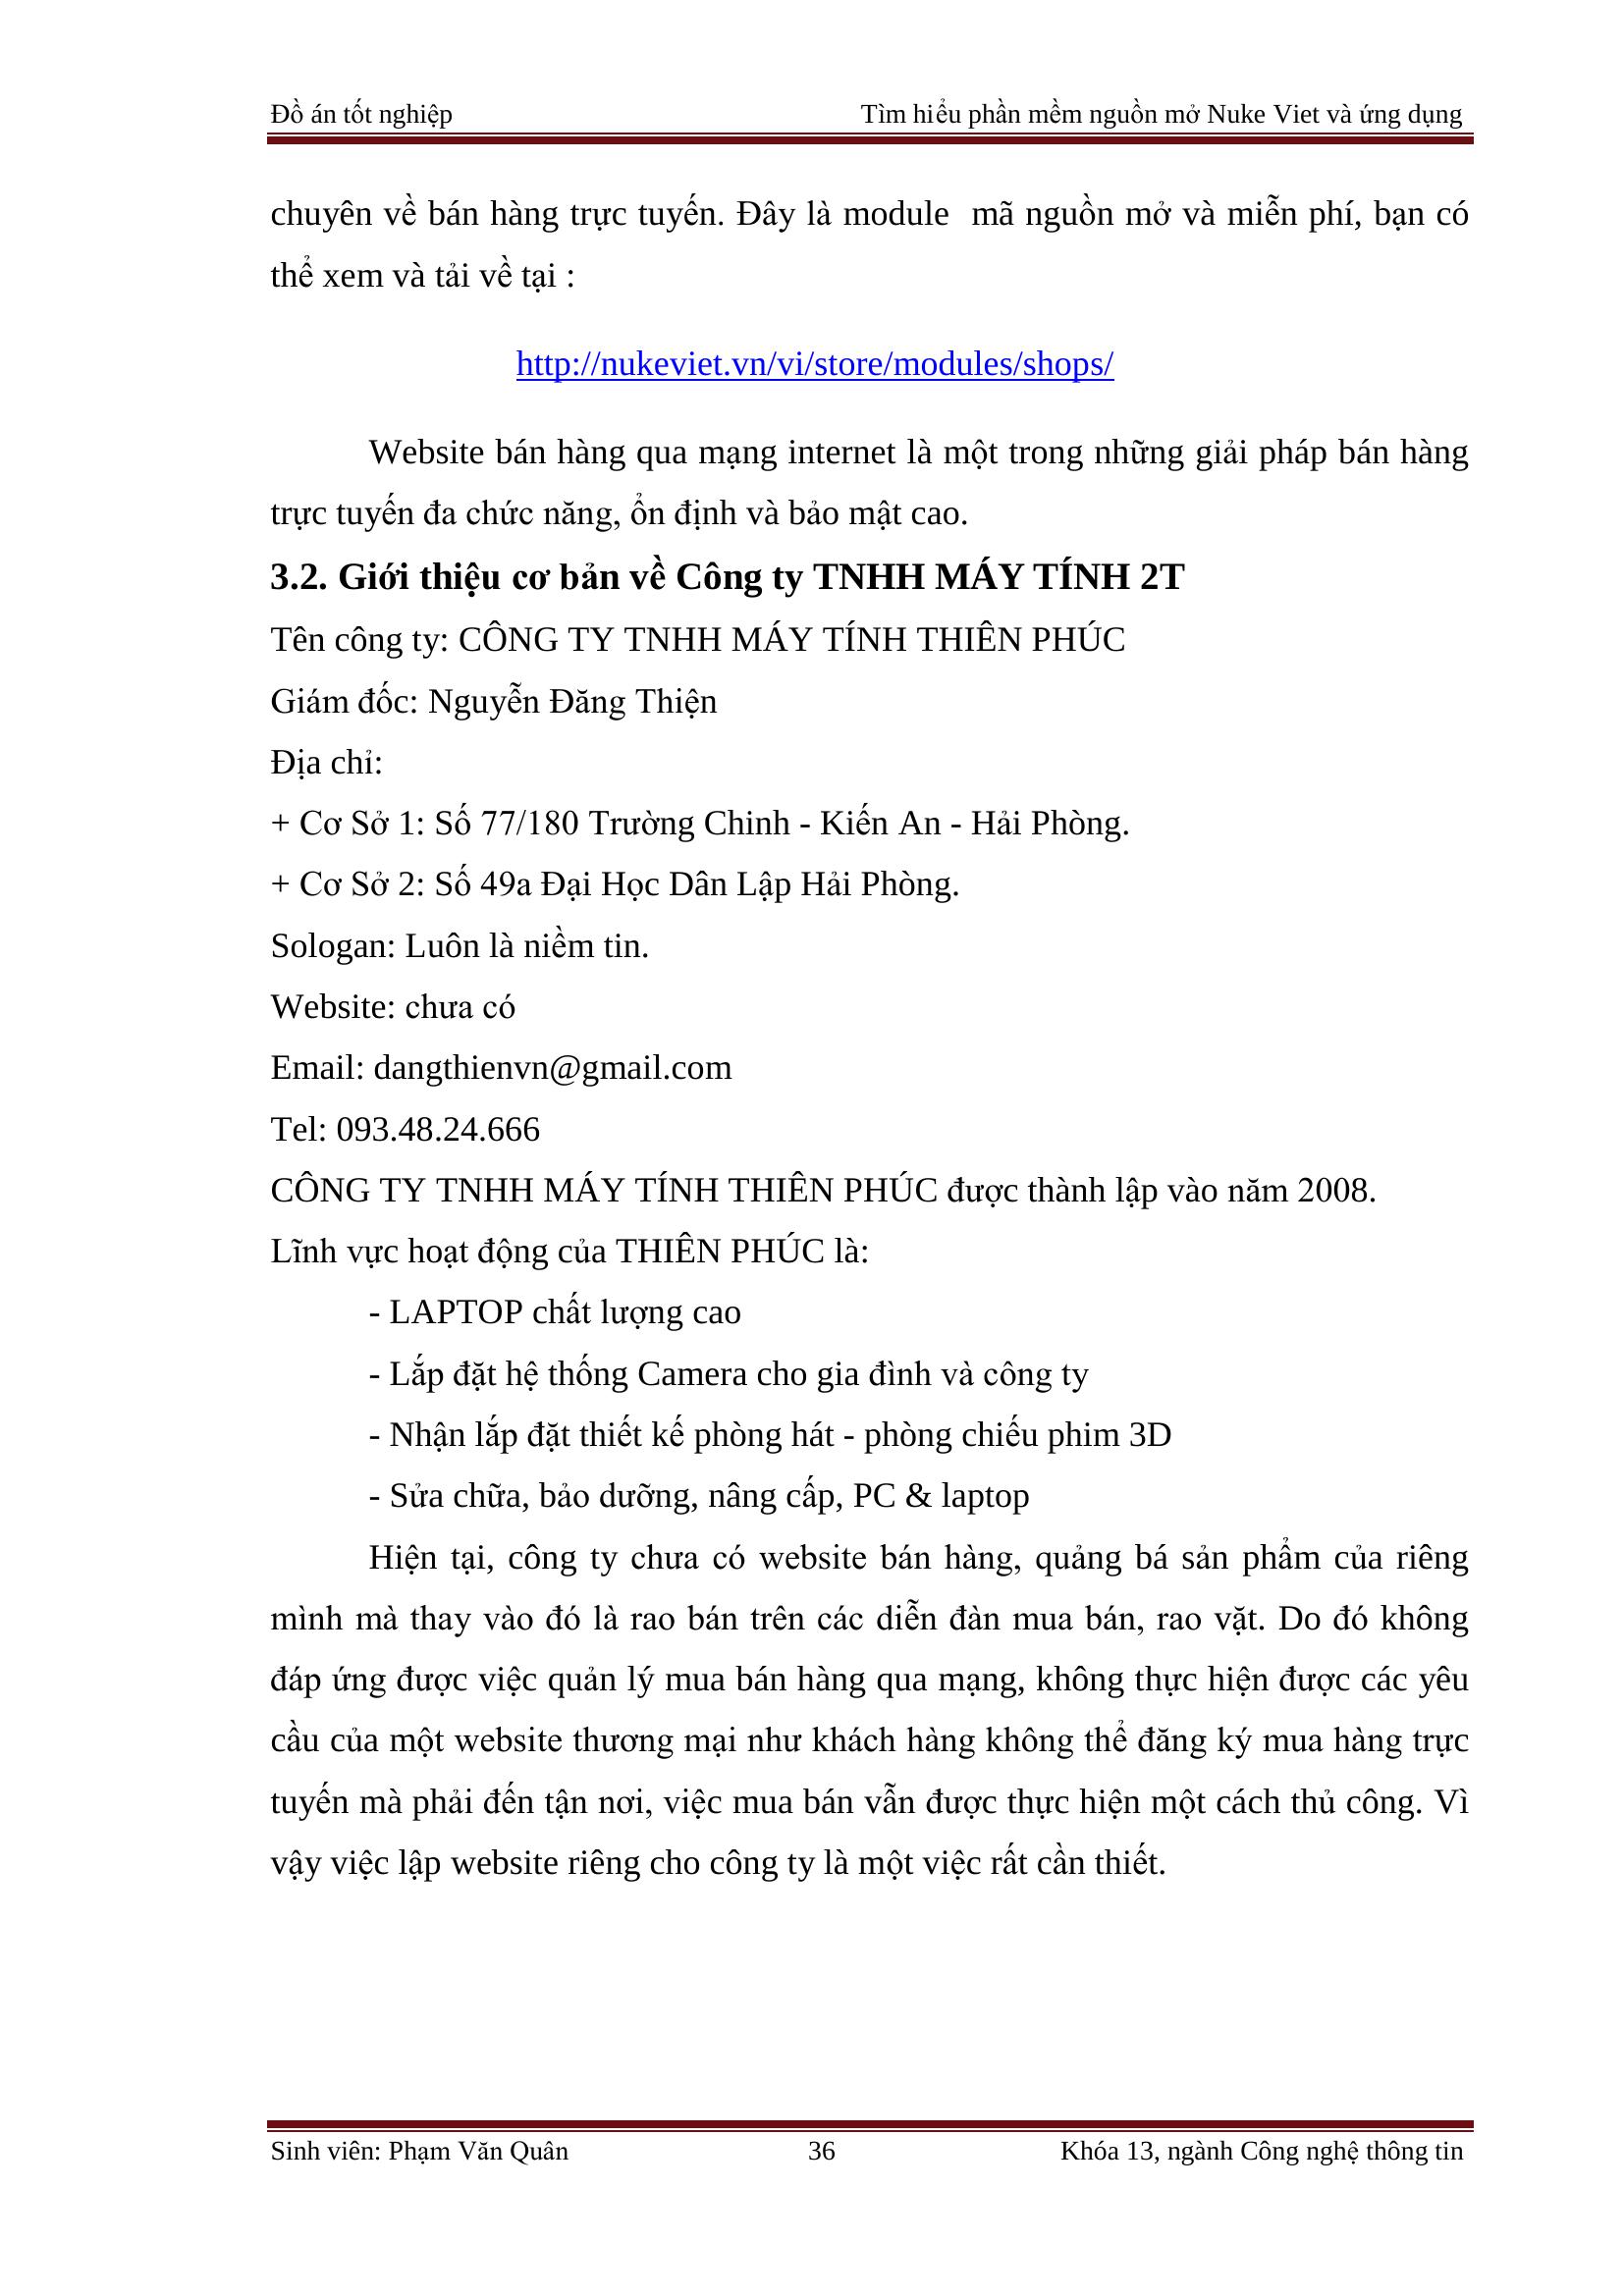 Đồ án tốt nghiệp Tìm hiểu phần mềm nguồn mở Nuke Viet và ứng dụng
chuyên về bán hàng trực tuyến. Đây là module  mã nguồn mở và miễn phí, bạn có
thể xem và tải về tại :
http://nukeviet.vn/vi/store/modules/shops/
Website bán hàng qua mạng internet là một trong những giải pháp bán hàng
trực tuyến đa chức năng, ổn định và bảo mật cao.
3.2. Giới thiệu cơ bản về Công ty TNHH MÁY TÍNH 2T
Tên công ty: CÔNG TY TNHH MÁY TÍNH THIÊN PHÚC
Giám đốc: Nguyễn Đăng Thiện
Địa chỉ:
+ Cơ Sở 1: Số 77/180 Trường Chinh - Kiến An - Hải Phòng.
+ Cơ Sở 2: Số 49a Đại Học Dân Lập Hải Phòng.
Sologan: Luôn là niềm tin.
Website: chưa có
Email: dangthienvn@gmail.com
Tel: 093.48.24.666
CÔNG TY TNHH MÁY TÍNH THIÊN PHÚC được thành lập vào năm 2008.
Lĩnh vực hoạt động của THIÊN PHÚC là:
- LAPTOP chất lượng cao
- Lắp đặt hệ thống Camera cho gia đình và công ty
- Nhận lắp đặt thiết kế phòng hát - phòng chiếu phim 3D
- Sửa chữa, bảo dưỡng, nâng cấp, PC & laptop
Hiện tại, công ty chưa có website bán hàng, quảng bá sản phẩm của riêng
mình mà thay vào đó là rao bán trên các diễn đàn mua bán, rao vặt. Do đó không
đáp ứng được việc quản lý mua bán hàng qua mạng, không thực hiện được các yêu
cầu của một website thương mại như khách hàng không thể đăng ký mua hàng trực
tuyến mà phải đến tận nơi, việc mua bán vẫn được thực hiện một cách thủ công. Vì
vậy việc lập website riêng cho công ty là một việc rất cần thiết.
Sinh viên: Phạm Văn Quân 36 Khóa 13, ngành Công nghệ thông tin